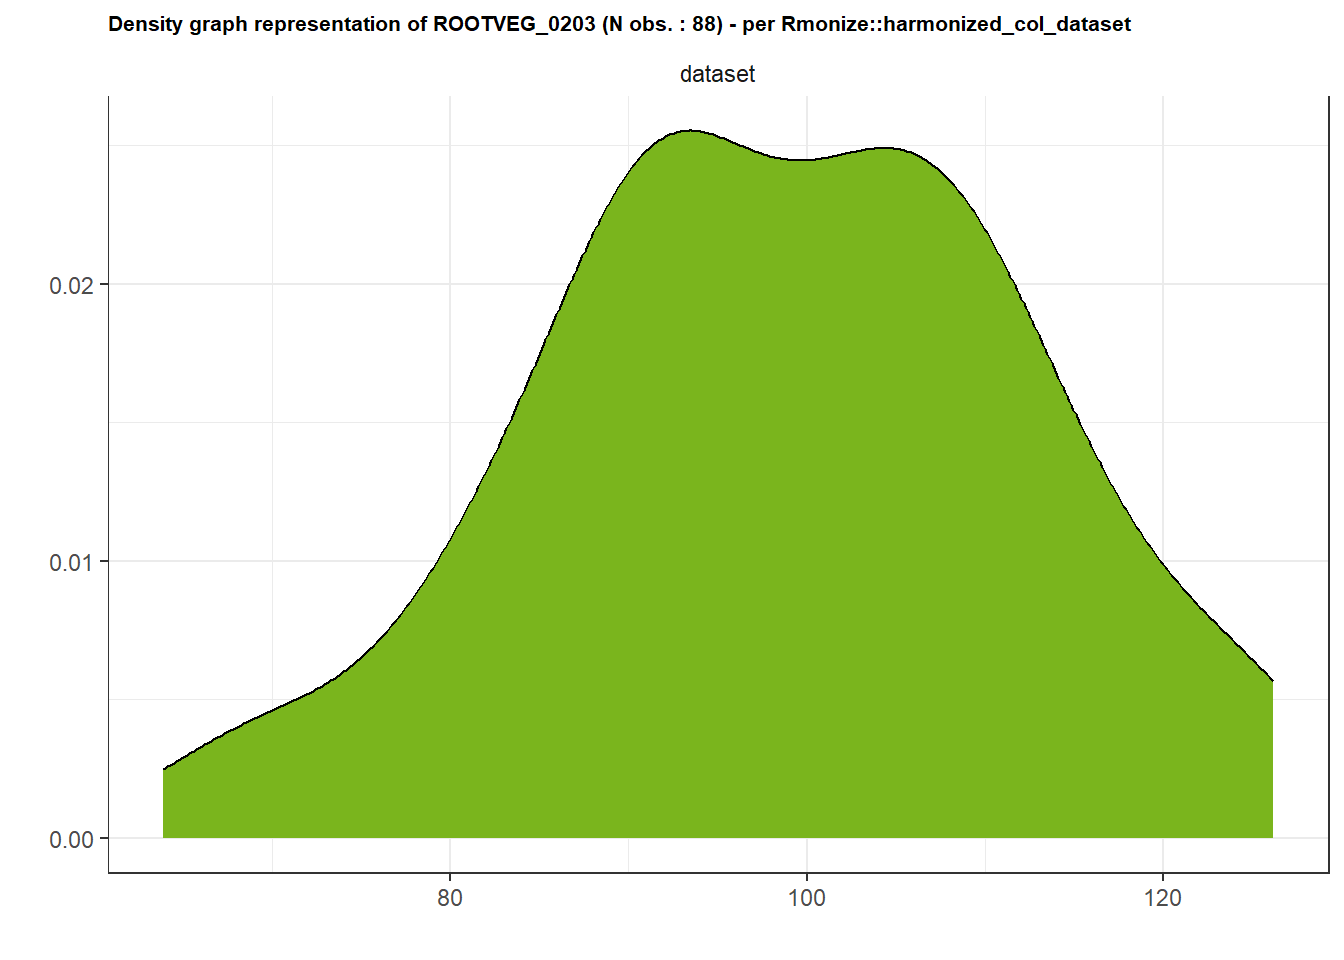 Density graph representation of ROOTVEG_0203 (N obs. : 88) - per Rmonize::harmonized_col_dataset
dataset
0.02
0.01
0.00
80 100 120